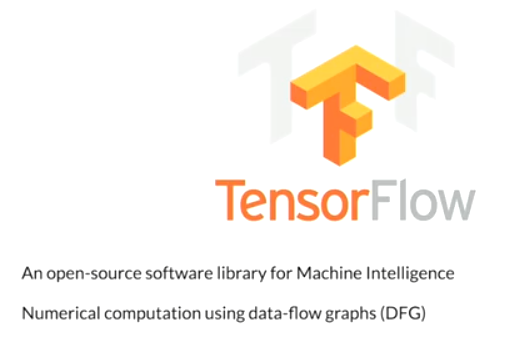 TensorFlow
An open-source software library for Machine Intelligence
Numerical computation using data-flow graphs (DFG)